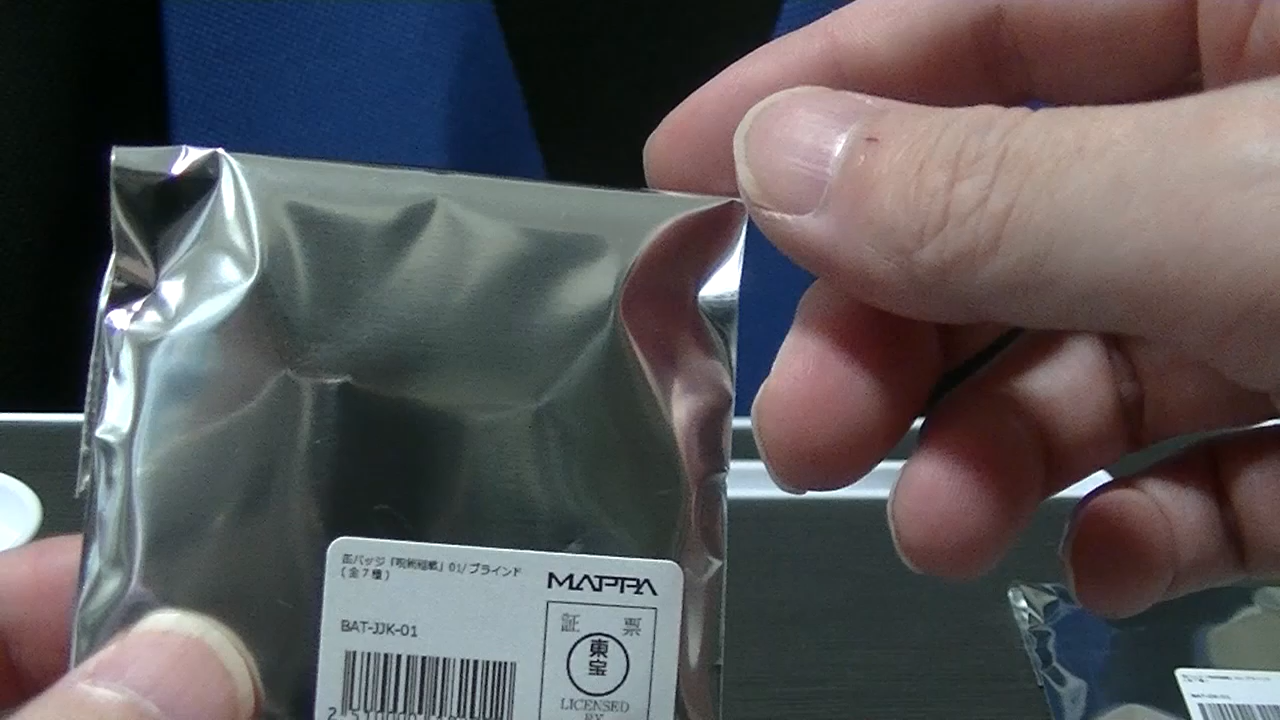 缶バッジ「呪術廻戦」01/ブラインド
(全7種)
MAPPA
BAT-JJK-01
証 票
東宝
LICENSED
BY